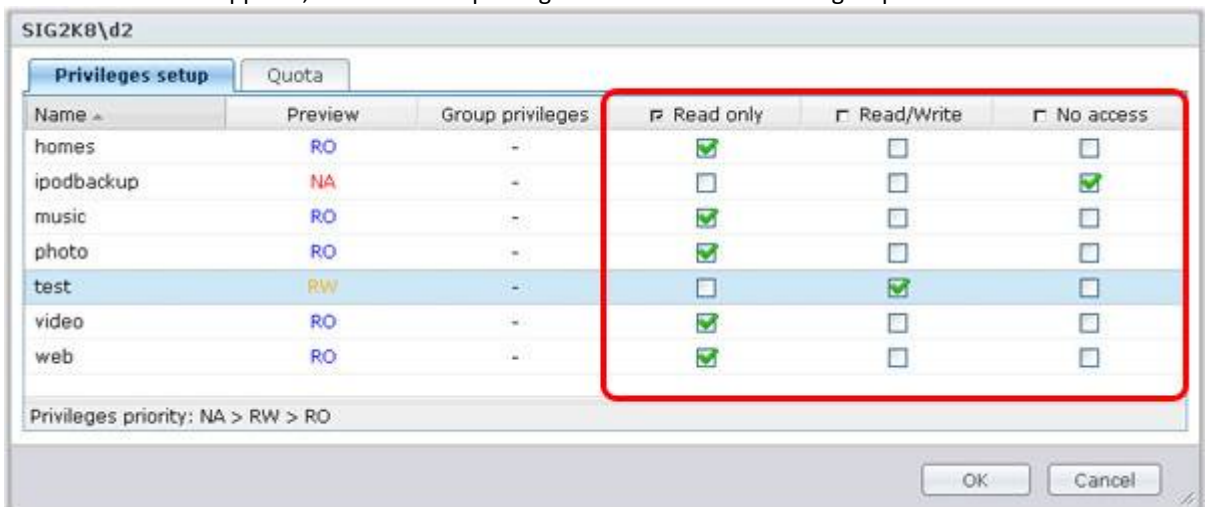 SIG2K8\d2
Privileges setup Quota
Name Preview Group privileges Read only Read/Write No access
homes RO -
ipodbackup NA -
music RO -
photo RO -
test RW -
video RO -
web RO -
Privileges priority: NA > RW > RO
OK Cancel